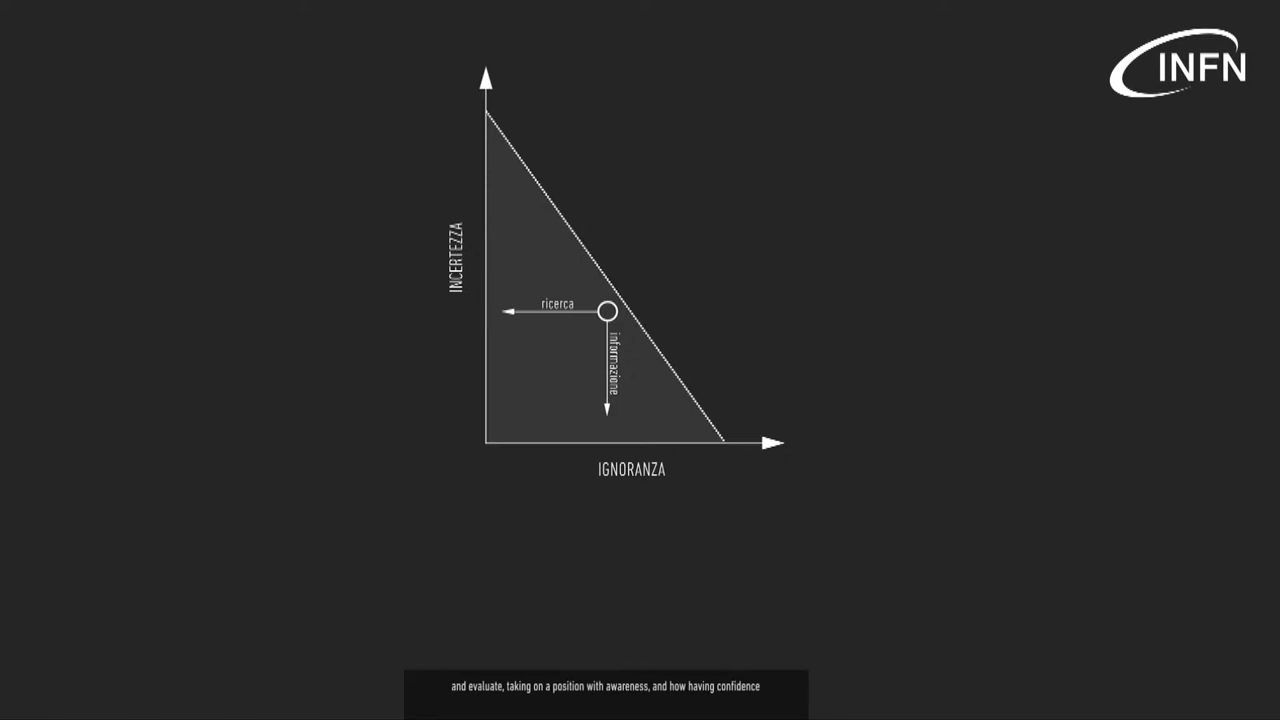 INFN
INCERTEZZA
ricerca
informazione
IGNORANZA
and evaluate, taking on a position with awareness, and how having confidence